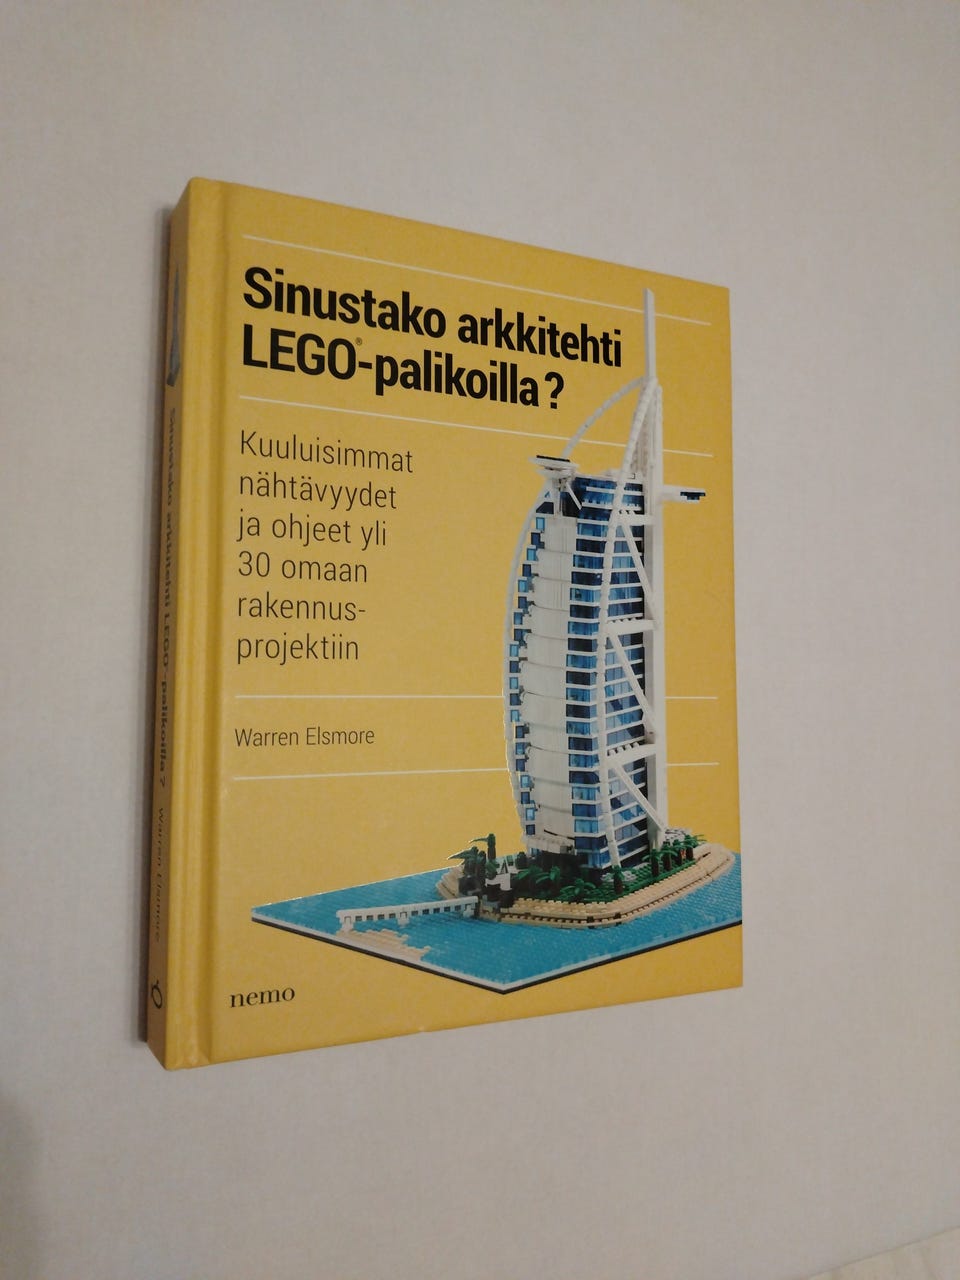 Sinustako arkkitehti
LEGO®-palikoilla?
Kuuluisimmat
nähtävyydet
ja ohjeet yli
30 omaan
rakennus-
projektiin
Warren Elsmore
nemo
Sinustako arkkitehti LEGO-palikoilla? Warren Elsmore